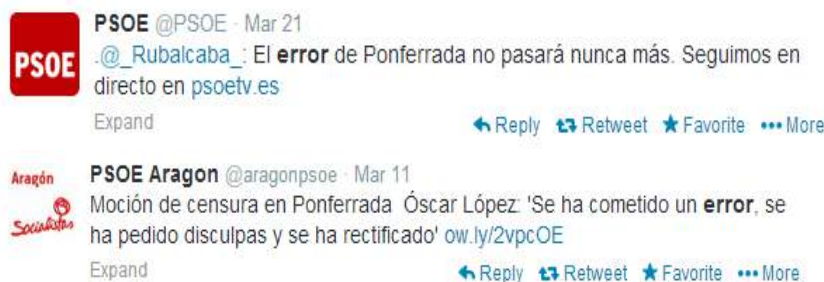 PSOE @PSOE · Mar 21
PSOE
.@_Rubalcaba_: El error de Ponferrada no pasará nunca más. Seguimos en
directo en psoetv.es
Expand
Reply Retweet Favorite More
PSOE Aragon @aragonpsoe · Mar 11
Aragón
Socialistas
Moción de censura en Ponferrada Óscar López: 'Se ha cometido un error, se
ha pedido disculpas y se ha rectificado' ow.ly/2vpcOE
Expand
Reply Retweet Favorite More